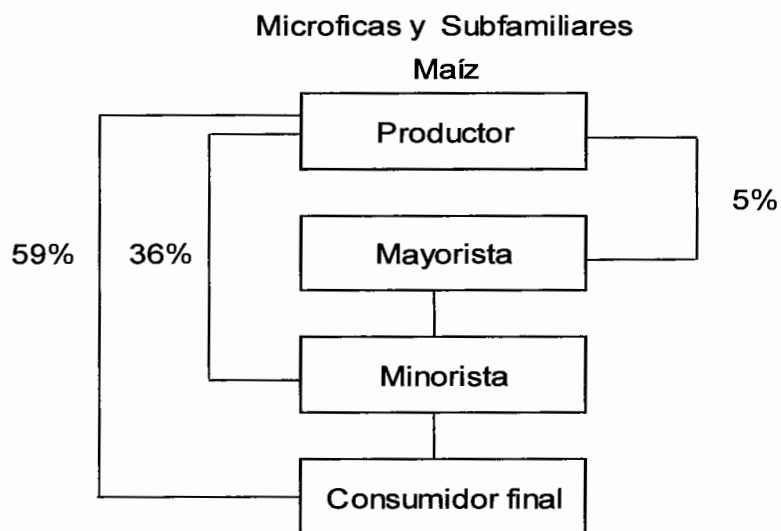 Microficas y Subfamiliares
Maíz
Productor
5%
Mayorista
59%
36%
Minorista
Consumidor final